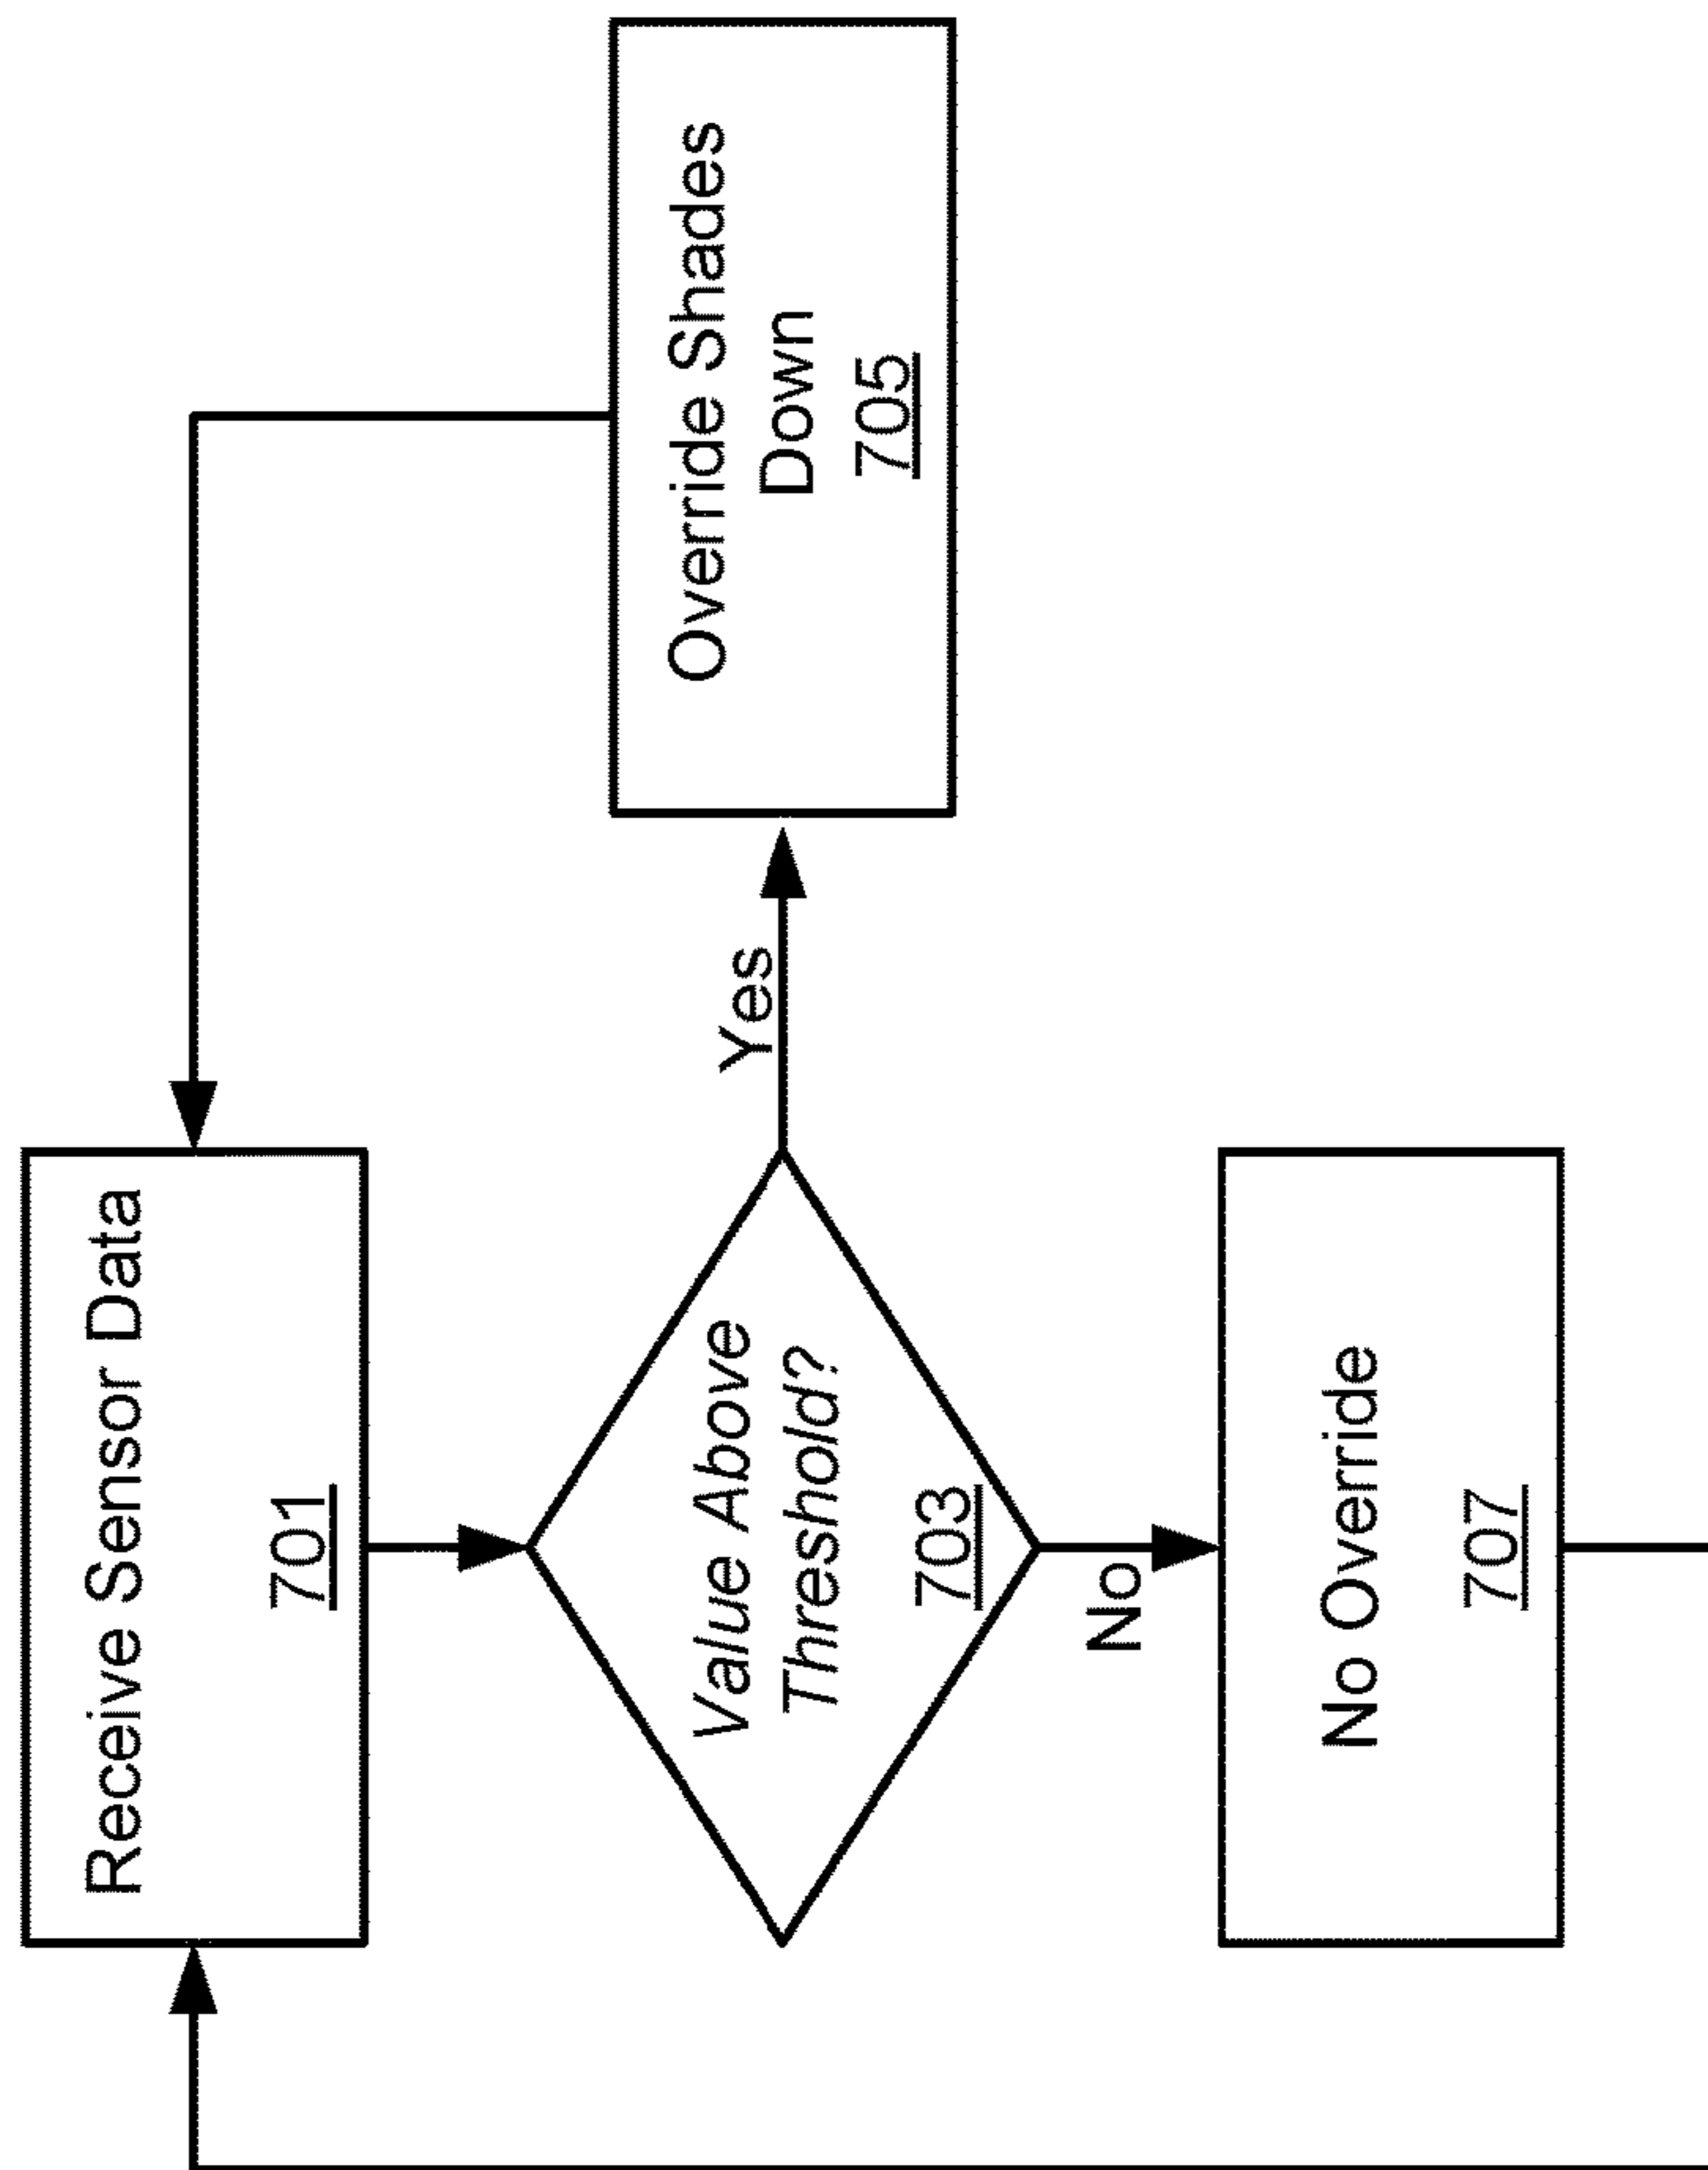 Receive Sensor Data
701
Value Above
Threshold?
703
Yes
Override Shades
Down
705
No
No Override
707